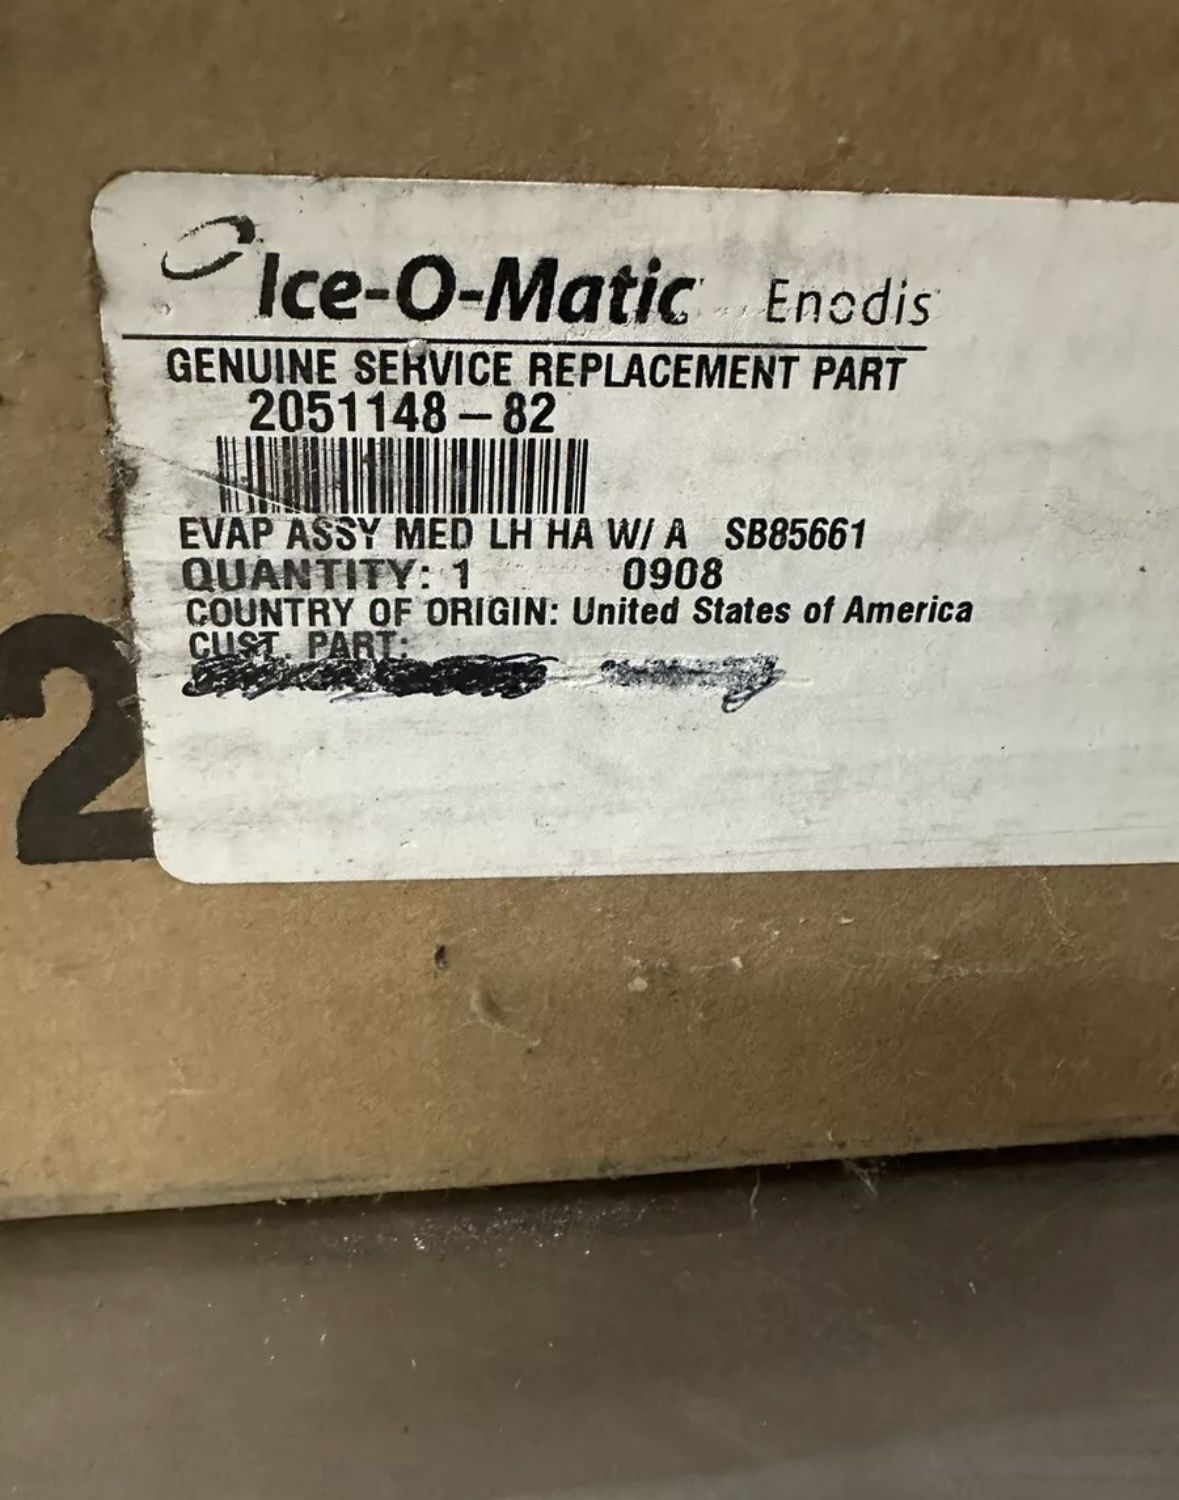 Ice-O-Matic Enodis
GENUINE SERVICE REPLACEMENT PART
2051148-82
EVAP ASSY MED LH HA W/ A SB85661
QUANTITY: 1 0908
COUNTRY OF ORIGIN: United States of America
CUST. PART:
2